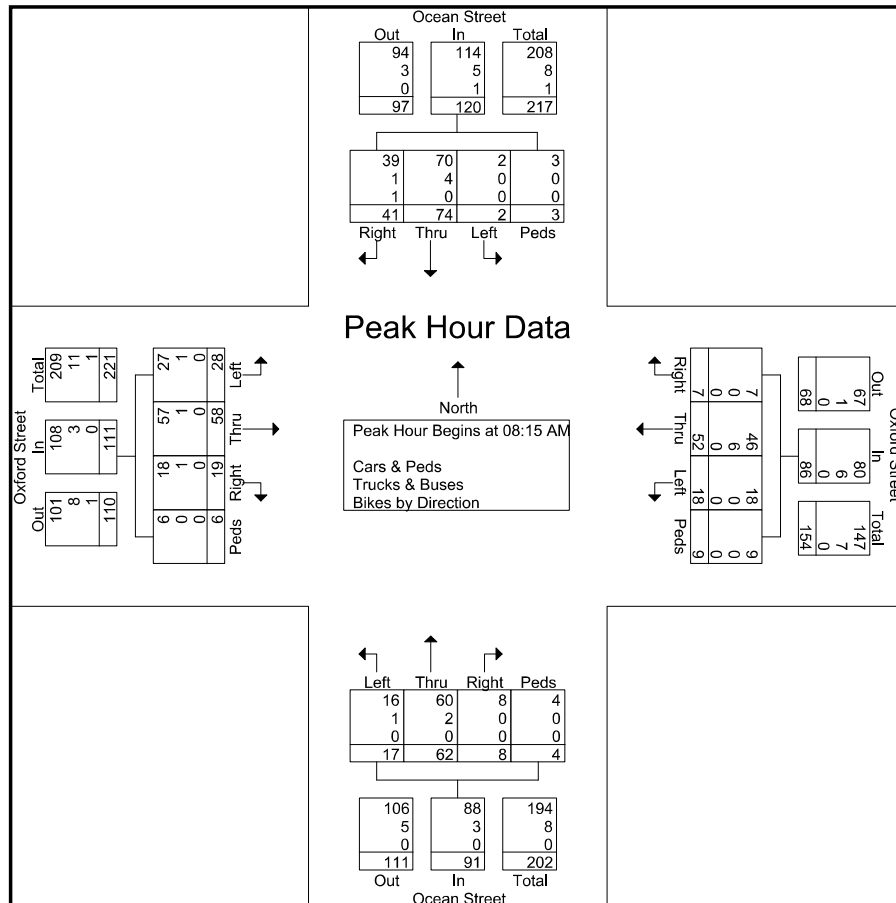 Ocean Street
Out In Total
94 114 208
3 5 8
0 1 1
97 120 217
39 70 2 3
1 4 0 0
1 0 0 0
41 74 2 3
Right Thru Left Peds
Peak Hour Data
North
Peak Hour Begins at 08:15 AM
Cars & Peds
Trucks & Buses
Bikes by Direction
Oxford Street
Out In Total
101 108 209
8 3 11
1 0 1
110 111 221
Peds Right Thru Left
6 18 57 27
0 1 1 1
0 0 0 0
6 19 58 28
Oxford Street
Out In Total
67 80 147
1 6 7
0 0 0
68 86 154
Right Thru Left Peds
7 46 18 9
0 6 0 0
0 0 0 0
7 52 18 9
Left Thru Right Peds
16 60 8 4
1 2 0 0
0 0 0 0
17 62 8 4
106 88 194
5 3 8
0 0 0
111 91 202
Out In Total
Ocean Street